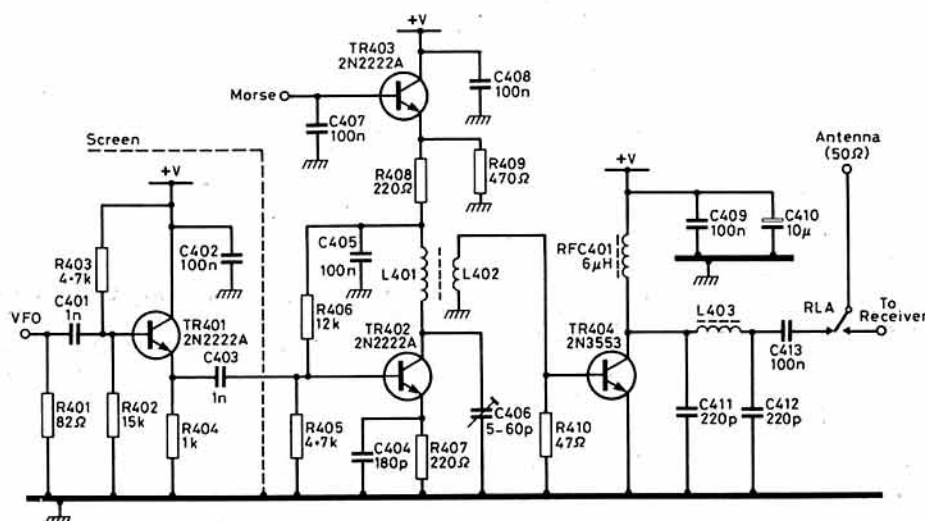 +V
TR403
2N2222A
C408
100n
Morse
C407
100n
Screen
Antenna
(50Ω)
+V
R409
470Ω
R408
220Ω
+V
C409
100n
C410
10μ
C402
100n
C405
100n
L401
L402
RFC401
6μH
R403
4·7k
C401
1n
R406
12k
L403
RLA
To
Receiver
VFO
TR401
2N2222A
TR402
2N2222A
TR404
2N3553
C403
1n
C413
100n
R401
82Ω
R402
15k
R404
1k
R405
4·7k
C404
180p
R407
220Ω
C406
5-60p
R410
47Ω
C411
220p
C412
220p